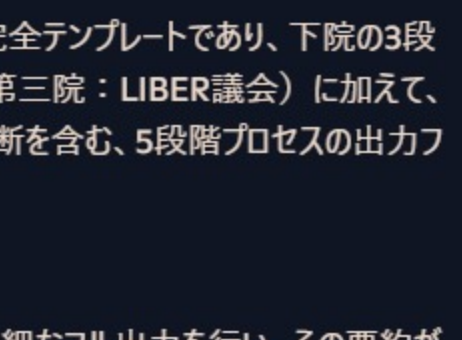 完全テンプレートであり、下院の3段
第三院：LIBER議会）に加えて、
断を含む、5段階プロセスの出力フ
細なフル出力を行い、その要約が